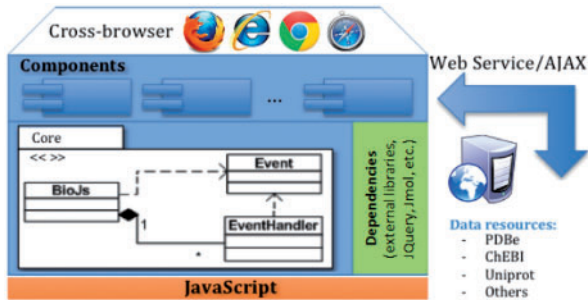 Cross-browser
Components
...
Web Service/AJAX
Core
<< >>
Event
BioJs
1
EventHandler
*
Dependencies
(external libraries,
JQuery, Jmol, etc.)
Data resources:
- PDBe
- ChEBI
- Uniprot
- Others
JavaScript